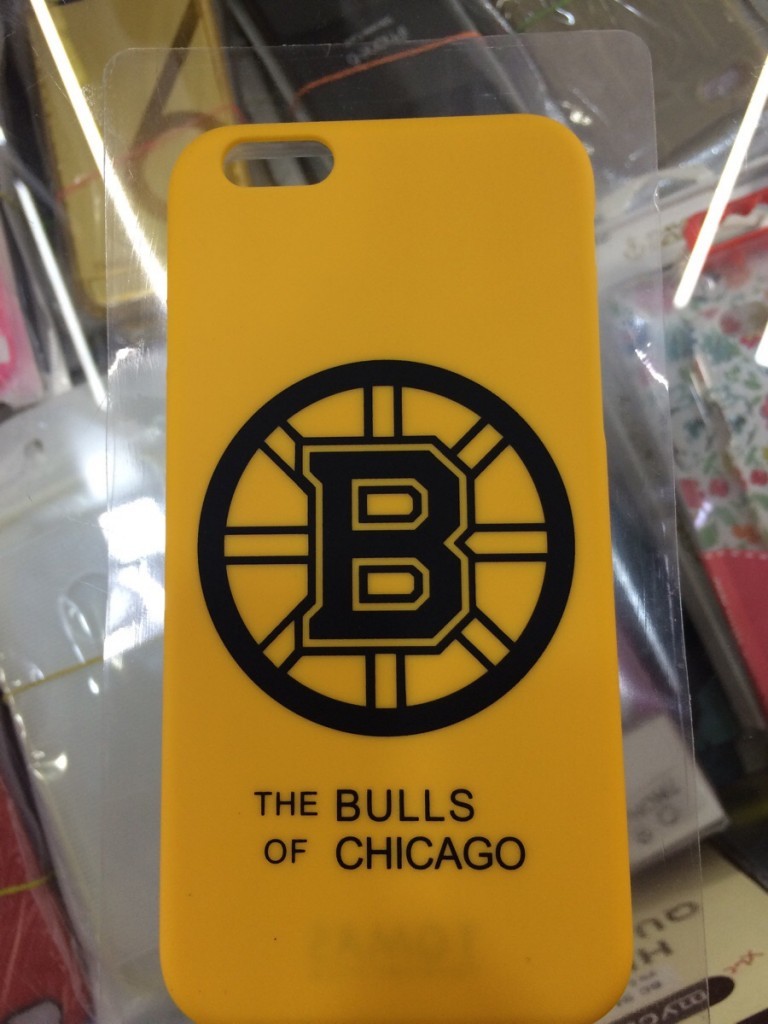 B
THE BULLS
OF CHICAGO